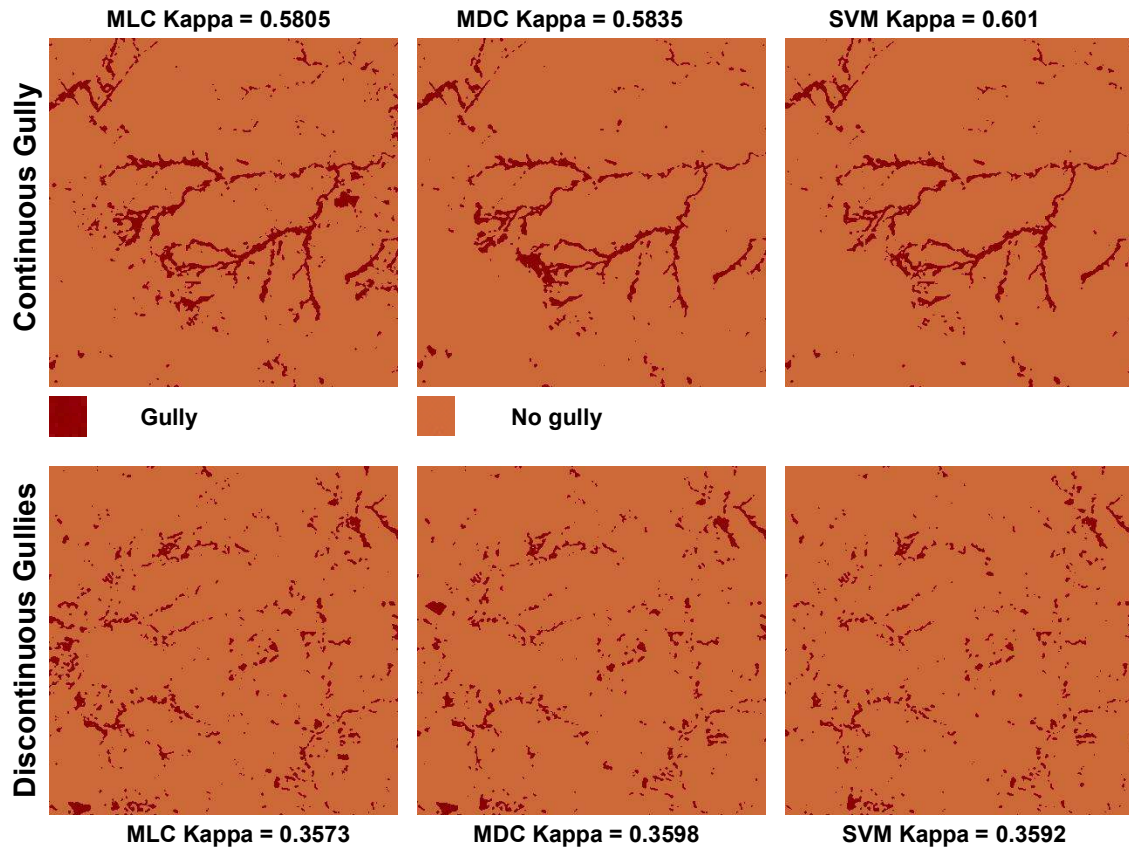 MLC Kappa = 0.5805
MDC Kappa = 0.5835
SVM Kappa = 0.601
Continuous Gully
Gully
No gully
Discontinuous Gullies
MLC Kappa = 0.3573
MDC Kappa = 0.3598
SVM Kappa = 0.3592